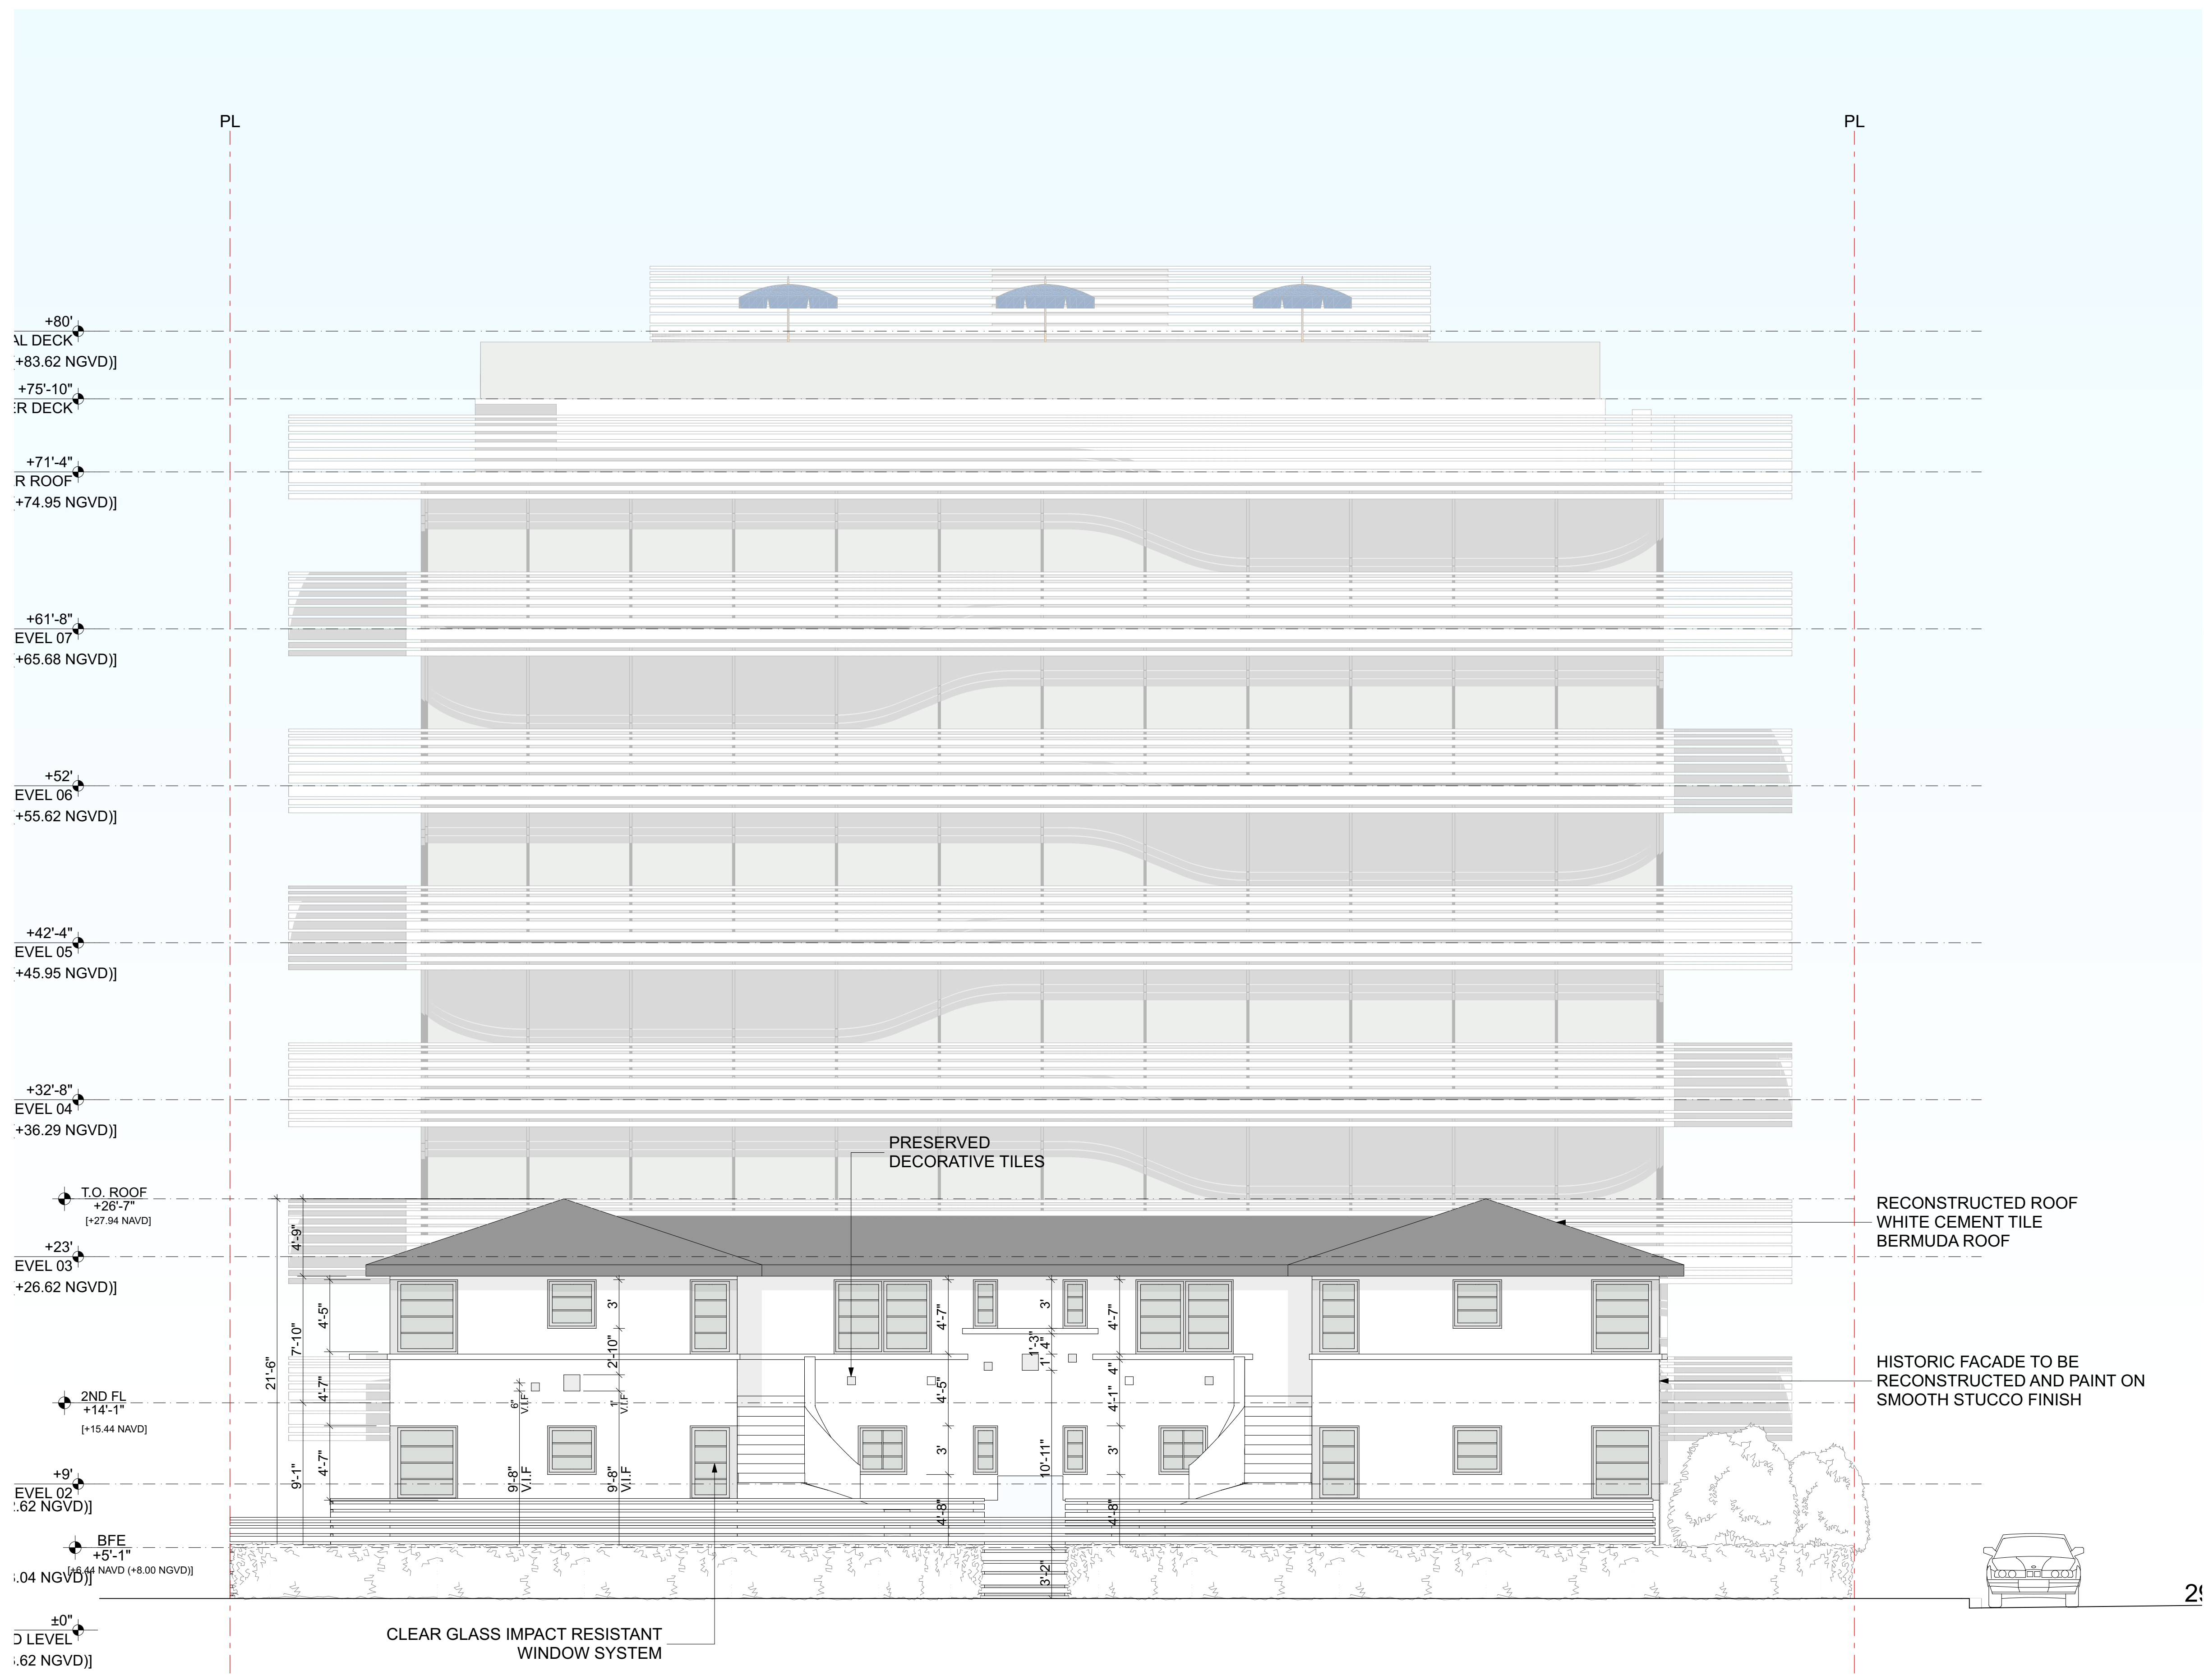 PL
PL
+80'
AL DECK
+83.62 NGVD)]
+75'-10"
ER DECK
+71'-4"
R ROOF
+74.95 NGVD)]
+61'-8"
EVEL 07
+65.68 NGVD)]
+52'
EVEL 06
+55.62 NGVD)]
+42'-4"
EVEL 05
+45.95 NGVD)]
+32'-8"
EVEL 04
+36.29 NGVD)]
PRESERVED
DECORATIVE TILES
T.O. ROOF
+26'-7"
[+27.94 NAVD]
+23'
EVEL 03
+26.62 NGVD)]
RECONSTRUCTED ROOF
WHITE CEMENT TILE
BERMUDA ROOF
4'-9"
21'-6"
7'-10"
9'-1"
4'-5"
4'-7"
4'-7"
3'
2'-10"
6"
V.I.F
1"
V.I.F
9'-8"
V.I.F
9'-8"
V.I.F
4'-7"
4'-5"
3'
4'-8"
3'
1'-3"
1', 4"
10'-11"
3'-2"
4'-7"
4"
4'-1"
3'
4'-8"
HISTORIC FACADE TO BE
RECONSTRUCTED AND PAINT ON
SMOOTH STUCCO FINISH
2ND FL
+14'-1"
[+15.44 NAVD]
+9'
EVEL 02
2.62 NGVD)]
BFE
+5'-1"
[+6.44 NAVD (+8.00 NGVD)]
.04 NGVD)]
±0"
D LEVEL
.62 NGVD)]
CLEAR GLASS IMPACT RESISTANT
WINDOW SYSTEM